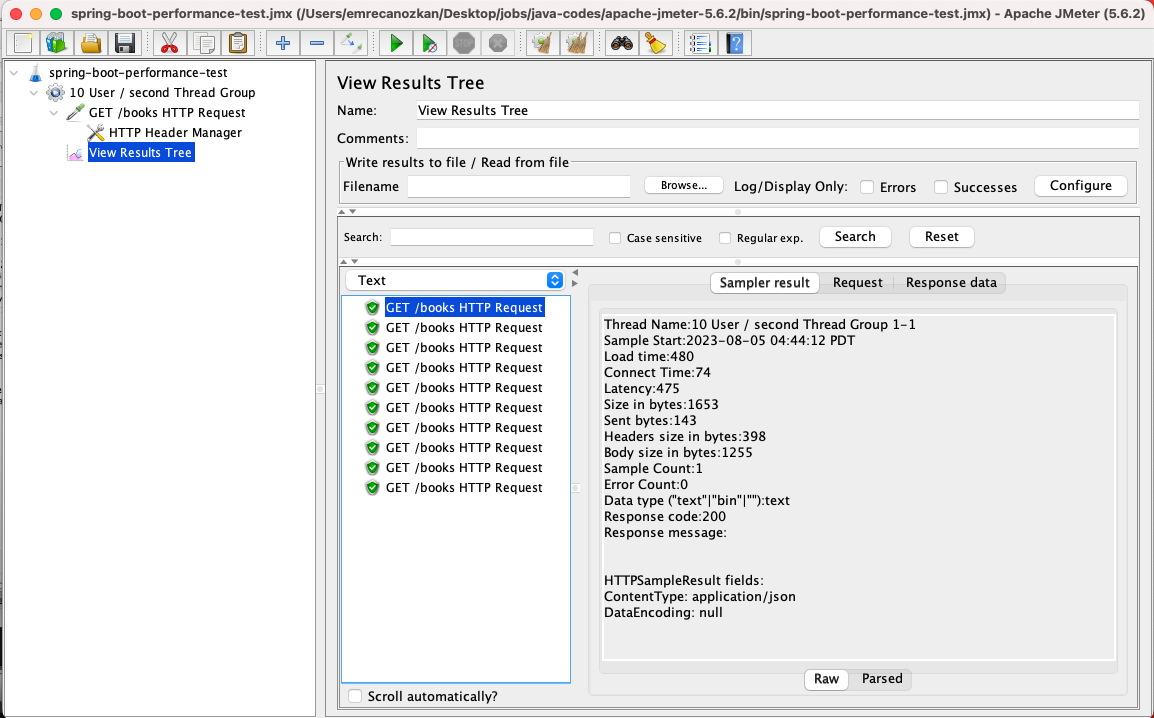 spring-boot-performance-test.jmx (/Users/emrecanozkan/Desktop/jobs/java-codes/apache-jmeter-5.6.2/bin/spring-boot-performance-test.jmx) - Apache JMeter (5.6.2)
STOP
spring-boot-performance-test
10 User / second Thread Group
GET /books HTTP Request
HTTP Header Manager
View Results Tree
View Results Tree
Name: View Results Tree
Comments:
Write results to file / Read from file
Filename Browse... Log/Display Only: Errors Successes Configure
Search: Case sensitive Regular exp. Search Reset
Text
GET /books HTTP Request
GET /books HTTP Request
GET /books HTTP Request
GET /books HTTP Request
GET /books HTTP Request
GET /books HTTP Request
GET /books HTTP Request
GET /books HTTP Request
GET /books HTTP Request
GET /books HTTP Request
Scroll automatically?
Sampler result Request Response data
Thread Name:10 User / second Thread Group 1-1
Sample Start:2023-08-05 04:44:12 PDT
Load time:480
Connect Time:74
Latency:475
Size in bytes:1653
Sent bytes:143
Headers size in bytes:398
Body size in bytes:1255
Sample Count:1
Error Count:0
Data type ("text"|"bin"|""):text
Response code:200
Response message:
HTTPSampleResult fields:
ContentType: application/json
DataEncoding: null
Raw Parsed